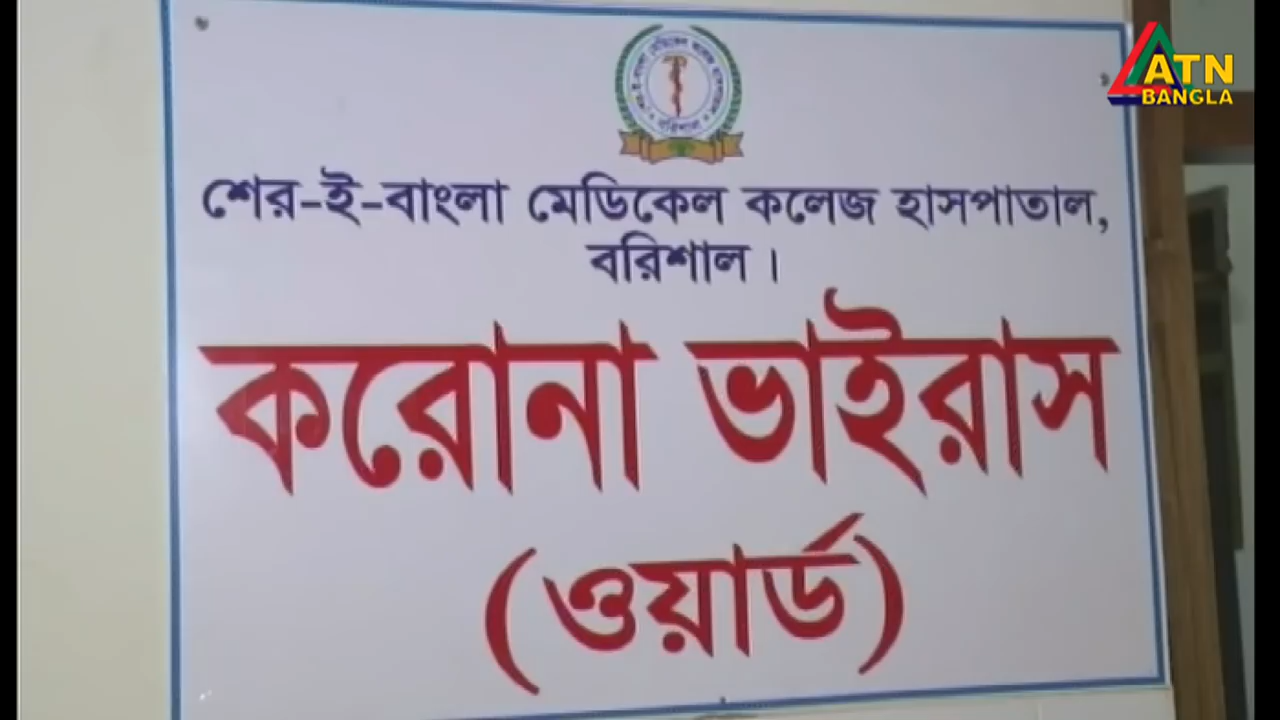 ATN
BANGLA
শের-ই-বাংলা মেডিকেল কলেজ হাসপাতাল,
বরিশাল।
করোনা ভাইরাস
(ওয়ার্ড)